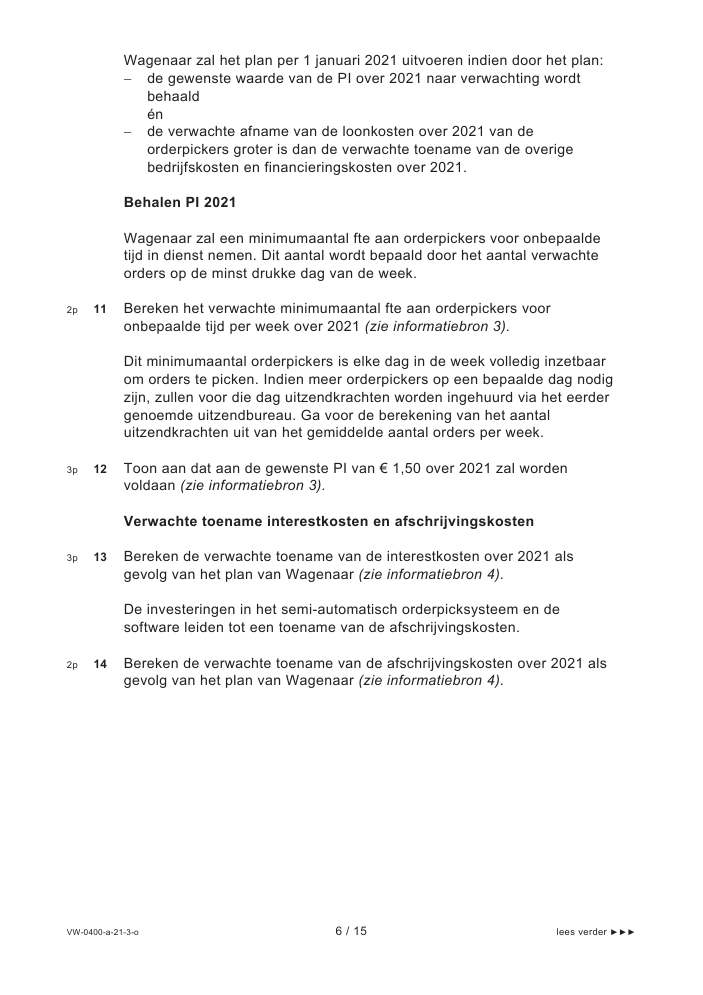 Wagenaar zal het plan per 1 januari 2021 uitvoeren indien door het plan:
– de gewenste waarde van de PI over 2021 naar verwachting wordt
behaald
én
– de verwachte afname van de loonkosten over 2021 van de
orderpickers groter is dan de verwachte toename van de overige
bedrijfskosten en financieringskosten over 2021.
Behalen PI 2021
Wagenaar zal een minimumaantal fte aan orderpickers voor onbepaalde
tijd in dienst nemen. Dit aantal wordt bepaald door het aantal verwachte
orders op de minst drukke dag van de week.
2p 11 Bereken het verwachte minimumaantal fte aan orderpickers voor
onbepaalde tijd per week over 2021 (zie informatiebron 3).
Dit minimumaantal orderpickers is elke dag in de week volledig inzetbaar
om orders te picken. Indien meer orderpickers op een bepaalde dag nodig
zijn, zullen voor die dag uitzendkrachten worden ingehuurd via het eerder
genoemde uitzendbureau. Ga voor de berekening van het aantal
uitzendkrachten uit van het gemiddelde aantal orders per week.
3p 12 Toon aan dat aan de gewenste PI van € 1,50 over 2021 zal worden
voldaan (zie informatiebron 3).
Verwachte toename interestkosten en afschrijvingskosten
3p 13 Bereken de verwachte toename van de interestkosten over 2021 als
gevolg van het plan van Wagenaar (zie informatiebron 4).
De investeringen in het semi-automatisch orderpicksysteem en de
software leiden tot een toename van de afschrijvingskosten.
2p 14 Bereken de verwachte toename van de afschrijvingskosten over 2021 als
gevolg van het plan van Wagenaar (zie informatiebron 4).
VW-0400-a-21-3-o 6 / 15 lees verder ►►►